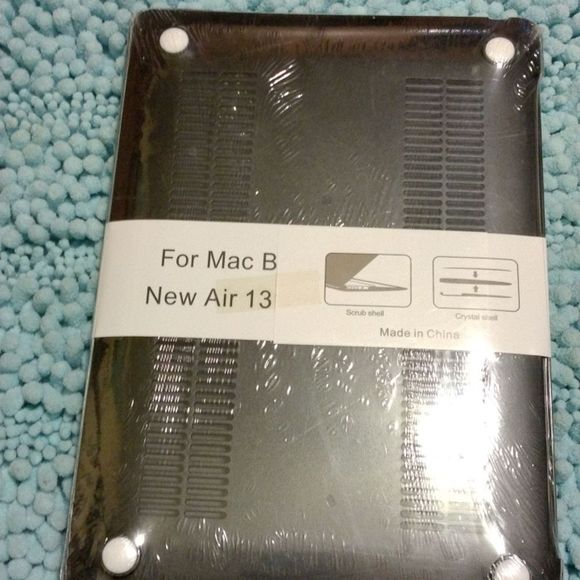 For Mac B
New Air 13
Scrub shell
Crystal shell
Made in China